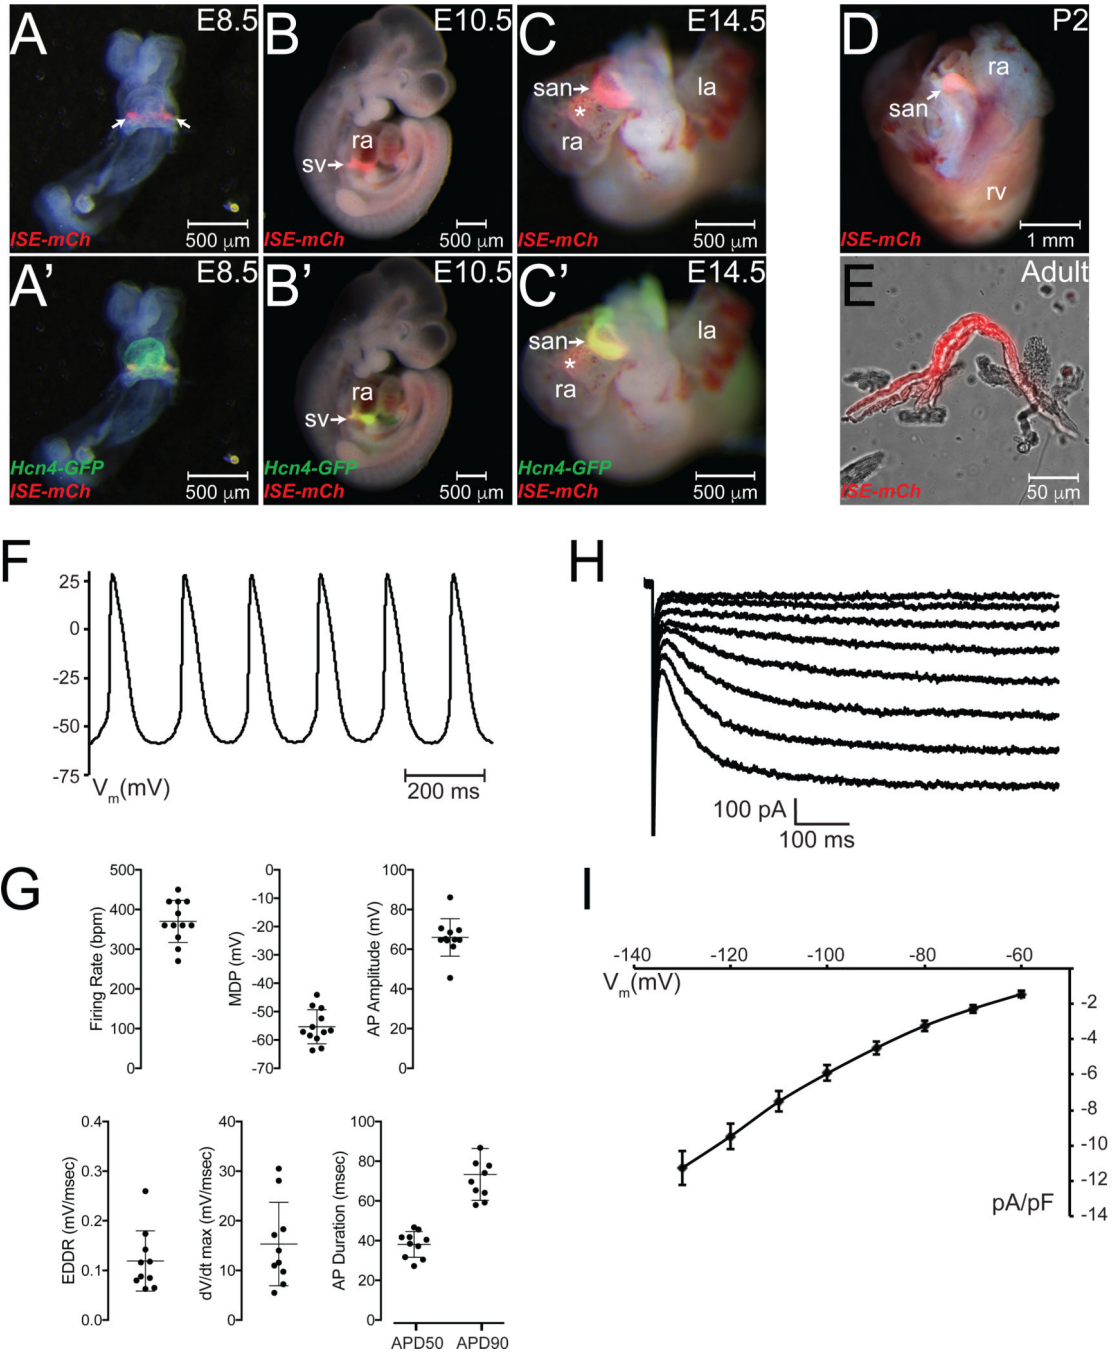 A
E8.5
ISE-mCh
500 µm
B
E10.5
ra
sv
ISE-mCh
500 µm
C
E14.5
san
*
la
ra
ISE-mCh
500 µm
D
P2
ra
san
rv
ISE-mCh
1 mm
A'
E8.5
Hcn4-GFP
ISE-mCh
500 µm
B'
E10.5
ra
sv
Hcn4-GFP
ISE-mCh
500 µm
C'
E14.5
san
*
la
ra
Hcn4-GFP
ISE-mCh
500 µm
E
Adult
ISE-mCh
50 µm
F
25
0
-25
-50
-75
Vm(mV)
200 ms
H
100 pA
100 ms
G
Firing Rate (bpm)
500
400
300
200
100
0
MDP (mV)
0
-10
-20
-30
-40
-50
-60
-70
AP Amplitude (mV)
100
80
60
40
20
0
EDDR (mV/msec)
0.4
0.3
0.2
0.1
0.0
dV/dt max (mV/msec)
40
30
20
10
0
AP Duration (msec)
100
80
60
40
20
0
APD50 APD90
I
-140 -120 -100 -80 -60
Vm(mV)
-2
-4
-6
-8
-10
-12
-14
pA/pF